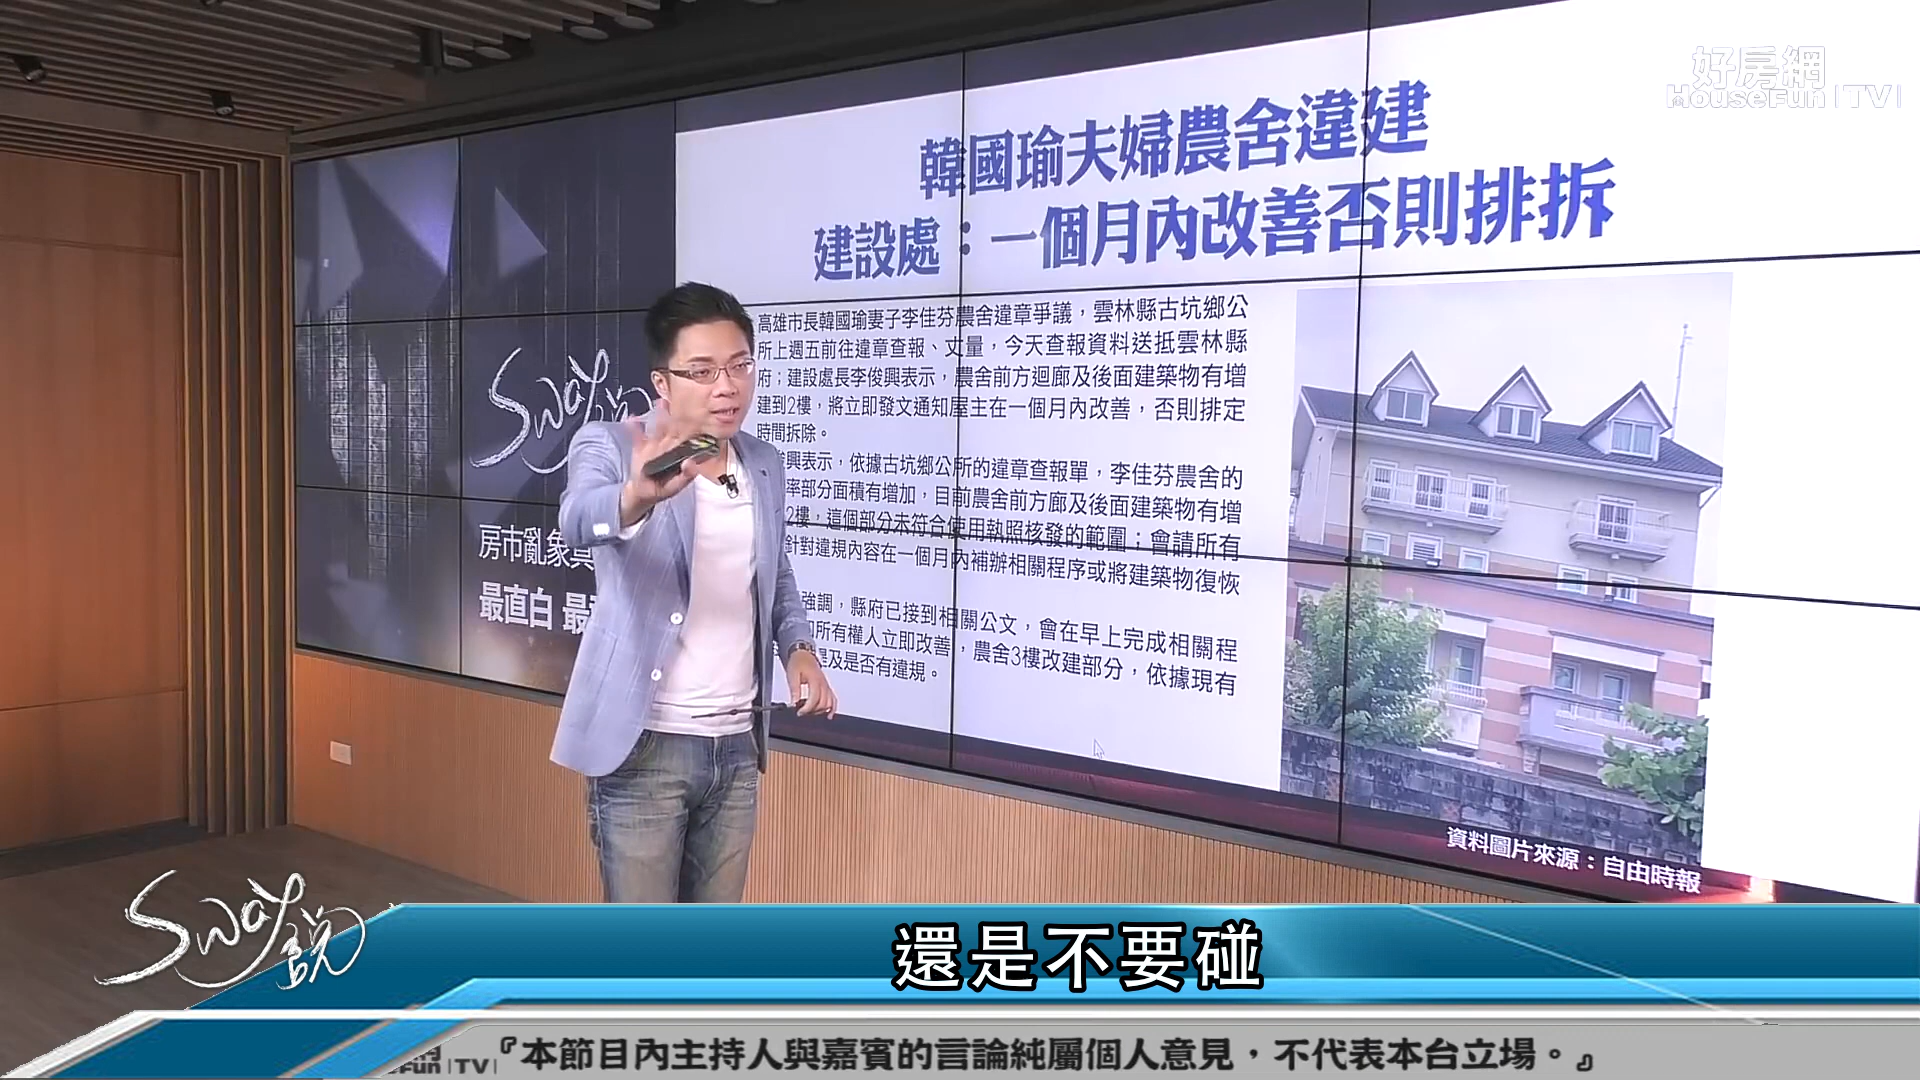 好房網
HouseFun|TV|
韓國瑜夫婦農舍違建
建設處：一個月內改善否則排拆
高雄市長韓國瑜妻子李佳芬農舍違章爭議，雲林縣古坑鄉公
所上週五前往違章查報、丈量，今天查報資料送抵雲林縣
府；建設處長李俊興表示，農舍前方迴廊及後面建築物有增
建到2樓，將立即發文通知屋主在一個月內改善，否則排定
時間拆除。
俊興表示，依據古坑鄉公所的違章查報單，李佳芬農舍的
率部分面積有增加，目前農舍前方廊及後面建築物有增
2樓，這個部分未符合使用執照核發的範圍；會請所有
針對違規內容在一個月內補辦相關程序或將建築物復恢
強調，縣府已接到相關公文，會在早上完成相關程
知所有權人立即改善，農舍3樓改建部分，依據現有
及是否有違規。
資料圖片來源：自由時報
Sway說
房市亂象真
最直白 最
Sway說
還是不要碰
『本節目內主持人與嘉賓的言論純屬個人意見，不代表本台立場。』